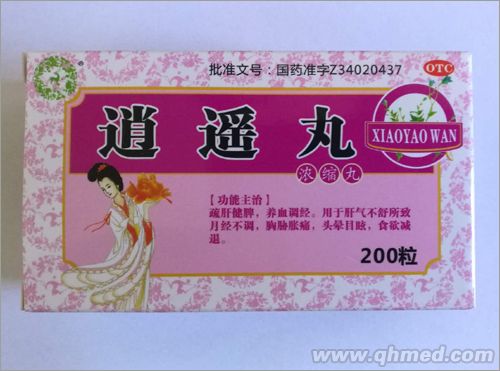 批准文号：国药准字Z34020437
OTC
逍遥丸
XIAOYAO WAN
浓缩丸
【功能主治】
疏肝健脾，养血调经。用于肝气不舒所致
月经不调，胸胁胀痛，头晕目眩，食欲减
退。
200粒
www.qhmed.com